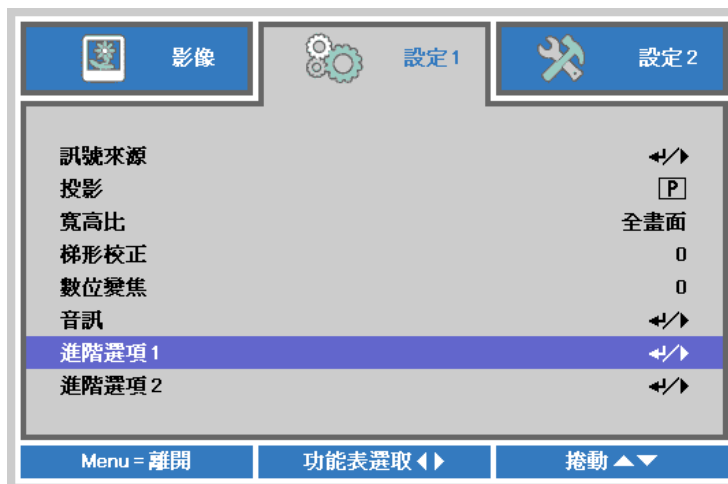 影像
設定1
設定2
訊號來源 ↵/▶
投影 P
寬高比 全畫面
梯形校正 0
數位變焦 0
音訊 ↵/▶
進階選項1 ↵/▶
進階選項2 ↵/▶
Menu = 離開
功能表選取 ◀▶
捲動 ▲▼